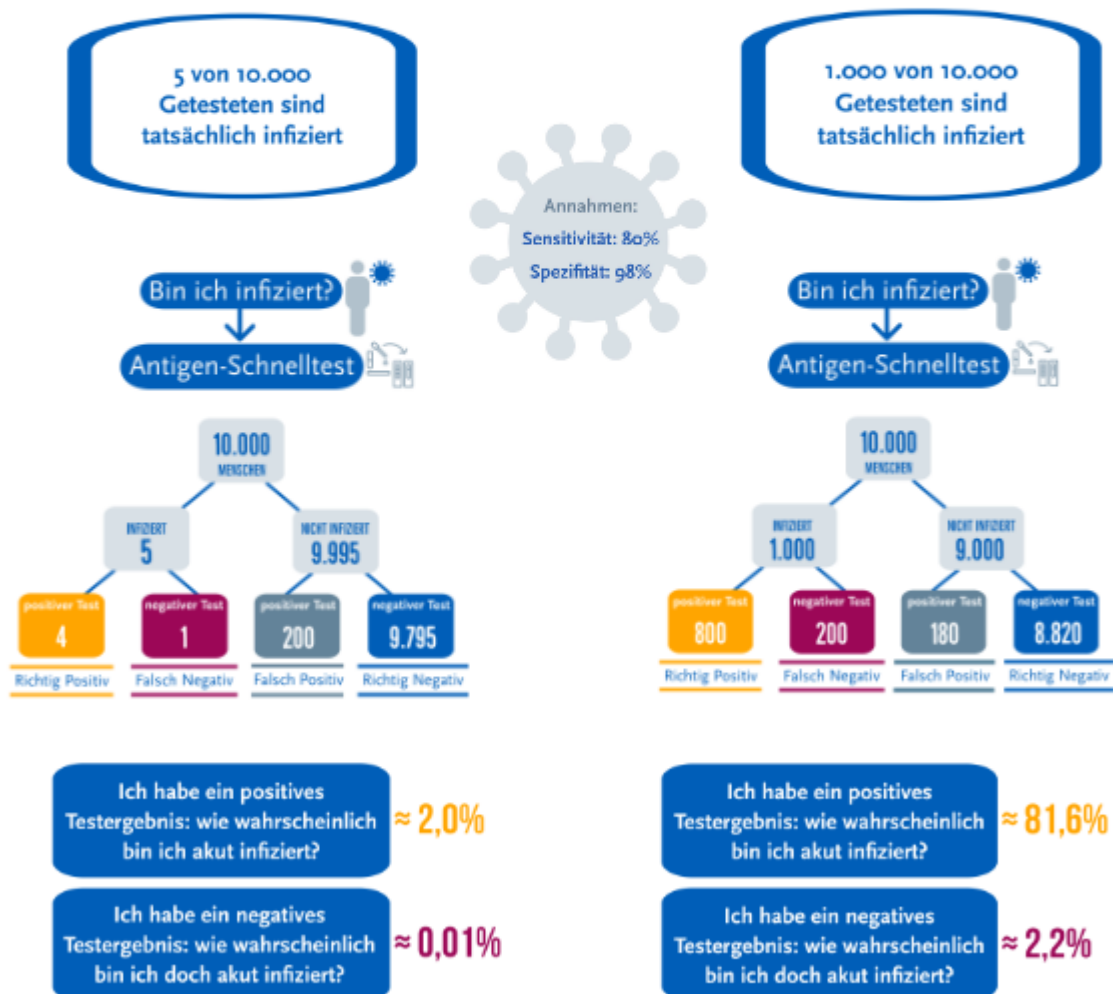 5 von 10.000
Getesteten sind
tatsächlich infiziert
1.000 von 10.000
Getesteten sind
tatsächlich infiziert
Annahmen:
Sensitivität: 80%
Spezifität: 98%
Bin ich infiziert?
Antigen-Schnelltest
10.000
MENSCHEN
INFIZIERT
5
NICHT INFIZIERT
9.995
positiver Test
4
Richtig Positiv
negativer Test
1
Falsch Negativ
positiver Test
200
Falsch Positiv
negativer Test
9.795
Richtig Negativ
Ich habe ein positives
Testergebnis: wie wahrscheinlich
bin ich akut infiziert?
≈ 2,0%
Ich habe ein negatives
Testergebnis: wie wahrscheinlich
bin ich doch akut infiziert?
≈ 0,01%
Bin ich infiziert?
Antigen-Schnelltest
10.000
MENSCHEN
INFIZIERT
1.000
NICHT INFIZIERT
9.000
positiver Test
800
Richtig Positiv
negativer Test
200
Falsch Negativ
positiver Test
180
Falsch Positiv
negativer Test
8.820
Richtig Negativ
Ich habe ein positives
Testergebnis: wie wahrscheinlich
bin ich akut infiziert?
≈ 81,6%
Ich habe ein negatives
Testergebnis: wie wahrscheinlich
bin ich doch akut infiziert?
≈ 2,2%